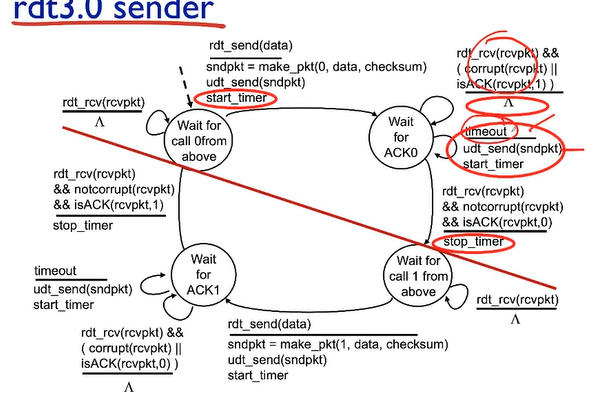 rdt3.0 sender
rdt_send(data)
sndpkt = make_pkt(0, data, checksum)
udt_send(sndpkt)
start_timer
rdt_rcv(rcvpkt) &&
( corrupt(rcvpkt) ||
isACK(rcvpkt,1) )
Λ
rdt_rcv(rcvpkt)
Λ
Wait for
call 0from
above
Wait
for
ACK0
timeout
udt_send(sndpkt)
start_timer
rdt_rcv(rcvpkt)
&& notcorrupt(rcvpkt)
&& isACK(rcvpkt,1)
stop_timer
rdt_rcv(rcvpkt)
&& notcorrupt(rcvpkt)
&& isACK(rcvpkt,0)
stop_timer
Wait
for
ACK1
Wait for
call 1 from
above
timeout
udt_send(sndpkt)
start_timer
rdt_rcv(rcvpkt)
Λ
rdt_rcv(rcvpkt) &&
( corrupt(rcvpkt) ||
isACK(rcvpkt,0) )
Λ
rdt_send(data)
sndpkt = make_pkt(1, data, checksum)
udt_send(sndpkt)
start_timer